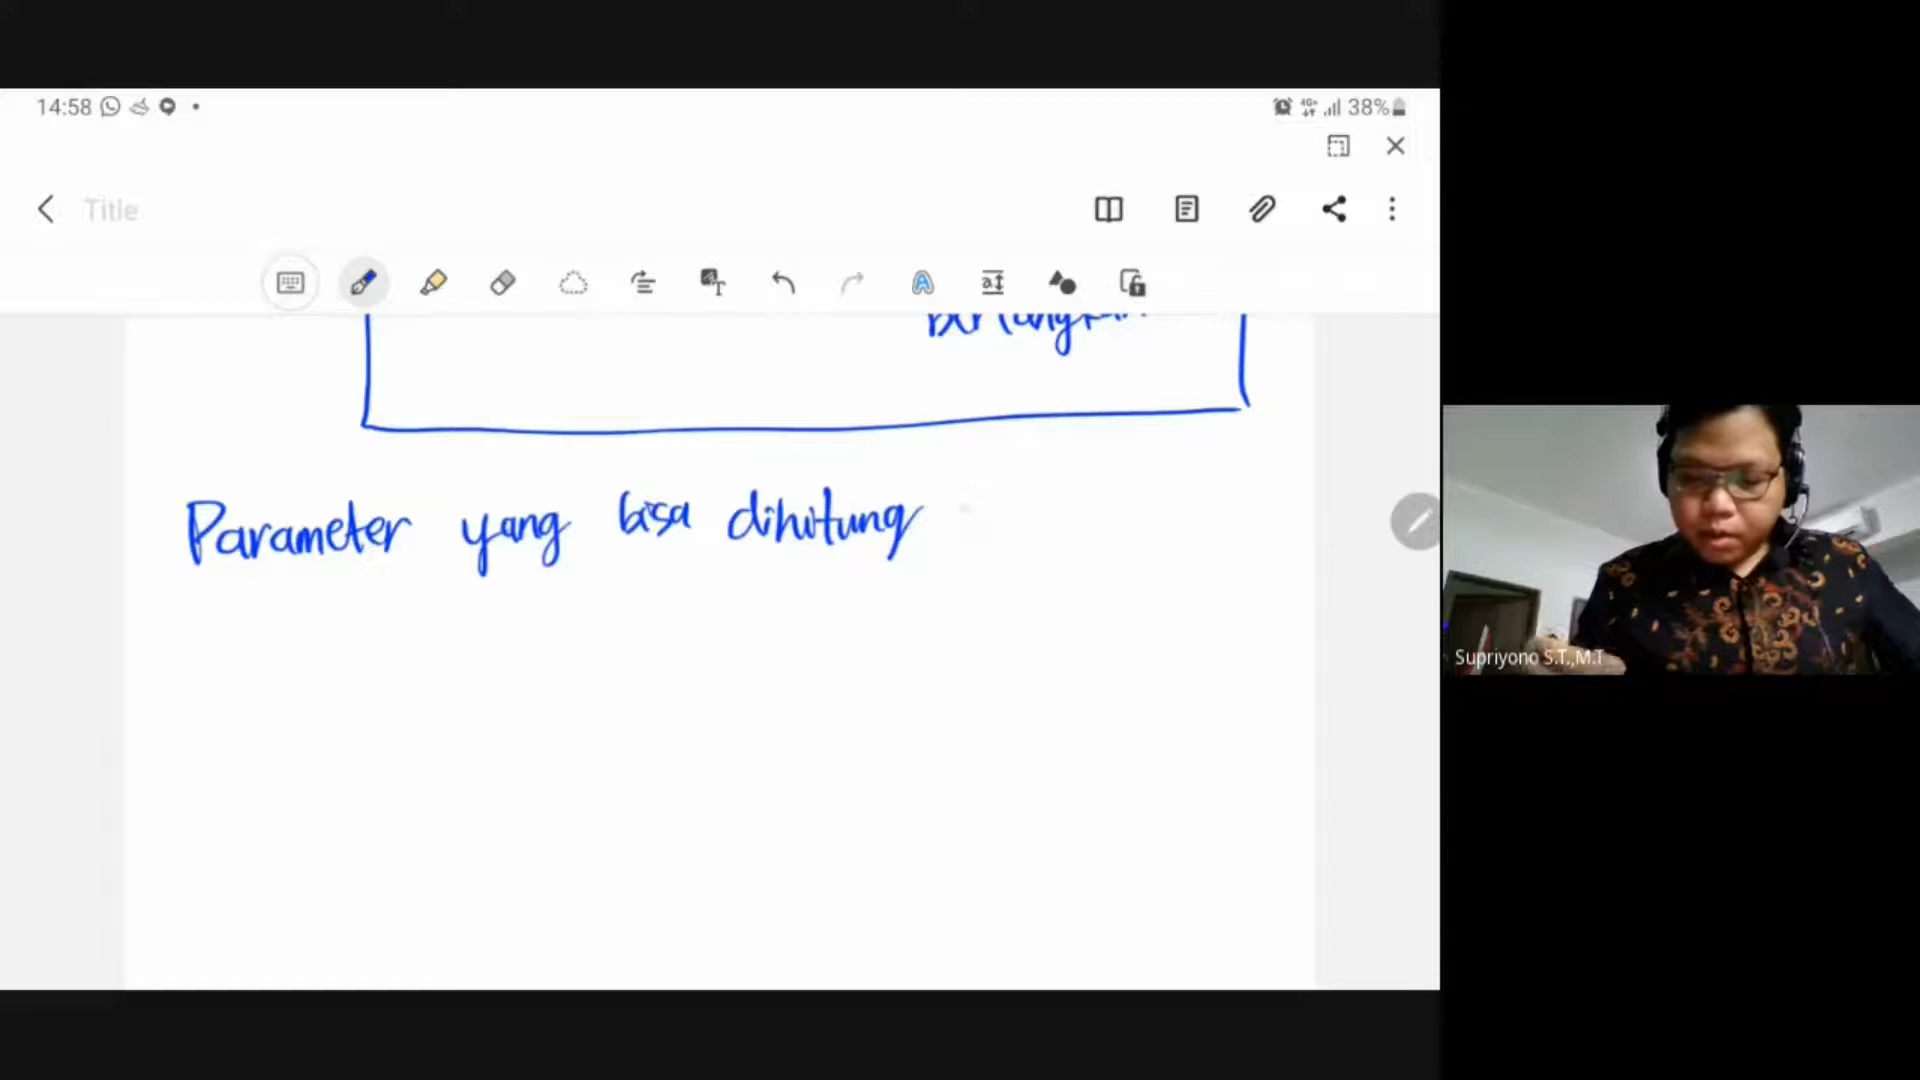 14:58
38%
Title
Parameter yang bisa dihitung
Supriyono S.T.,M.T